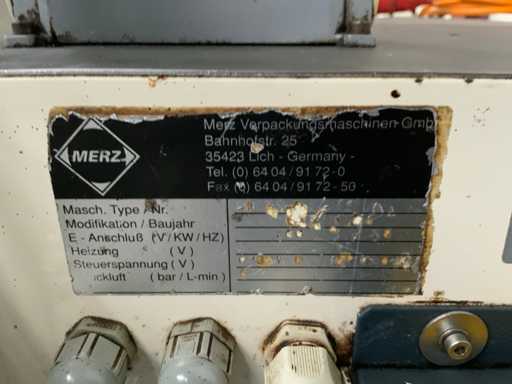 MERZ
Merz Verpackungsmaschinen GmbH
Bahnhofstr. 25
35423 Lich - Germany -
Tel. (0) 64 04 / 91 72-0
Fax (0) 64 04 / 91 72 - 50
Masch. Type / Nr.
Modifikation / Baujahr
E - Anschluß (V / KW / HZ)
Heizung (V)
Steuerspannung (V)
ckluft (bar / L-min)